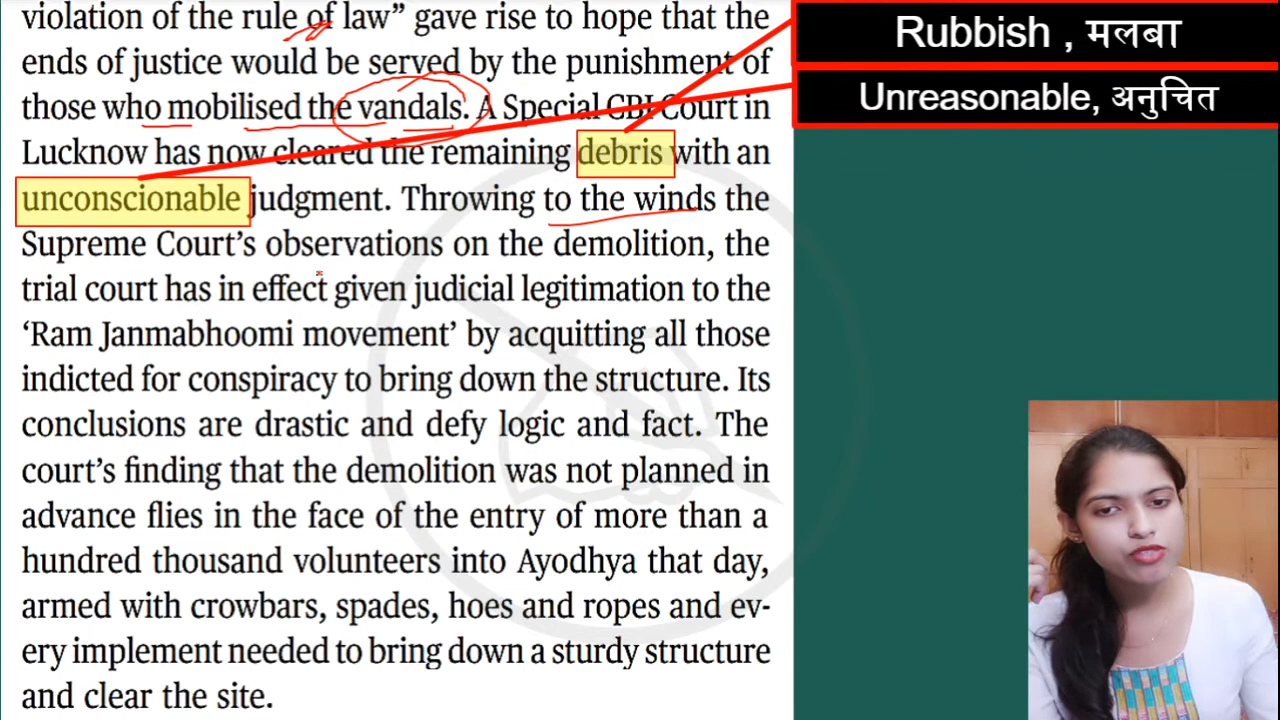 violation of the rule of law” gave rise to hope that the
ends of justice would be served by the punishment of
those who mobilised the vandals. A Special CBI Court in
Lucknow has now cleared the remaining debris with an
unconscionable judgment. Throwing to the winds the
Supreme Court’s observations on the demolition, the
trial court has in effect given judicial legitimation to the
‘Ram Janmabhoomi movement’ by acquitting all those
indicted for conspiracy to bring down the structure. Its
conclusions are drastic and defy logic and fact. The
court’s finding that the demolition was not planned in
advance flies in the face of the entry of more than a
hundred thousand volunteers into Ayodhya that day,
armed with crowbars, spades, hoes and ropes and ev-
ery implement needed to bring down a sturdy structure
and clear the site.
Rubbish , मलबा
Unreasonable, अनुचित